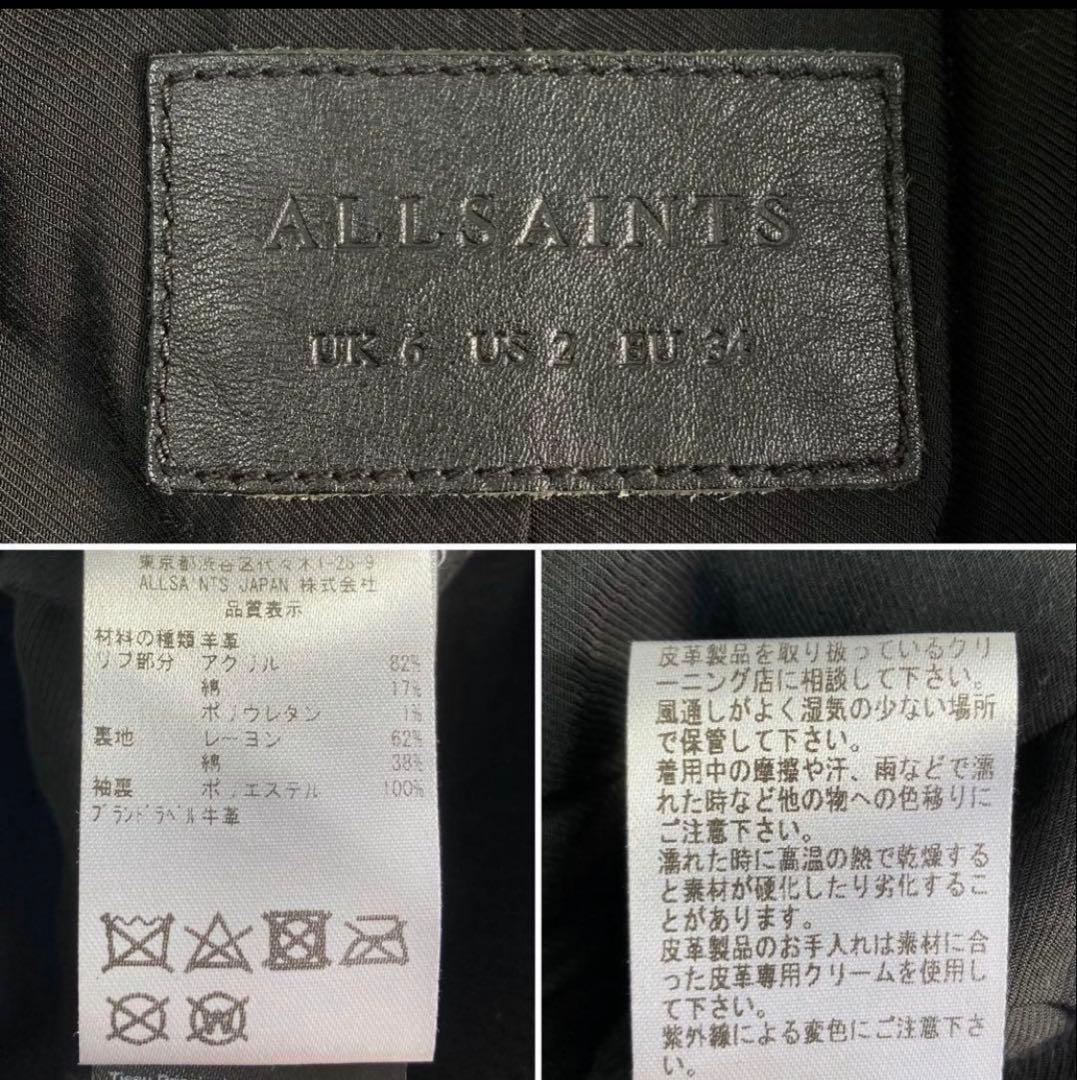 ALLSAINTS
UK 6 US 2 EU 34
東京都渋谷区代々木1-28-9
ALLSAINTS JAPAN 株式会社
品質表示
材料の種類 羊革
リブ部分 アクリル 82%
綿 17%
ポリウレタン 1%
裏地 レーヨン 62%
綿 38%
袖裏 ポリエステル 100%
ブランドラベル 牛革
W
皮革製品を取り扱っているクリ
ーニング店に相談して下さい。
風通しがよく湿気の少ない場所
で保管して下さい。
着用中の摩擦や汗、雨などで濡
れた時など他の物への色移りに
ご注意下さい。
濡れた時に高温の熱で乾燥する
と素材が硬化したり劣化するこ
とがあります。
皮革製品のお手入れは素材に合
った皮革専用クリームを使用し
て下さい。
紫外線による変色にご注意下さ
い。